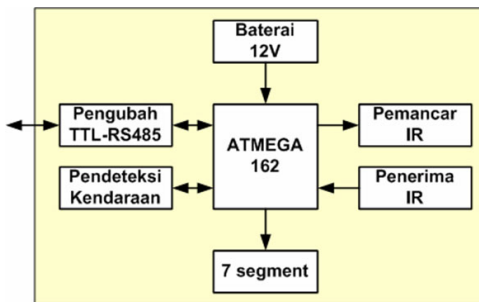 Baterai
12V
Pengubah
TTL-RS485
ATMEGA
162
Pemancar
IR
Pendeteksi
Kendaraan
Penerima
IR
7 segment